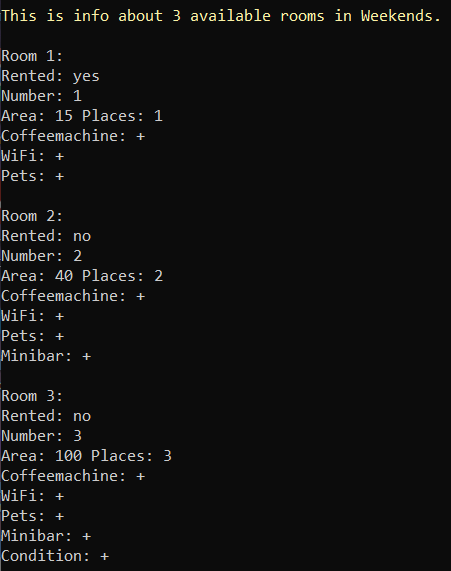 This is info about 3 available rooms in Weekends.
Room 1:
Rented: yes
Number: 1
Area: 15 Places: 1
Coffeemachine: +
WiFi: +
Pets: +
Room 2:
Rented: no
Number: 2
Area: 40 Places: 2
Coffeemachine: +
WiFi: +
Pets: +
Minibar: +
Room 3:
Rented: no
Number: 3
Area: 100 Places: 3
Coffeemachine: +
WiFi: +
Pets: +
Minibar: +
Condition: +